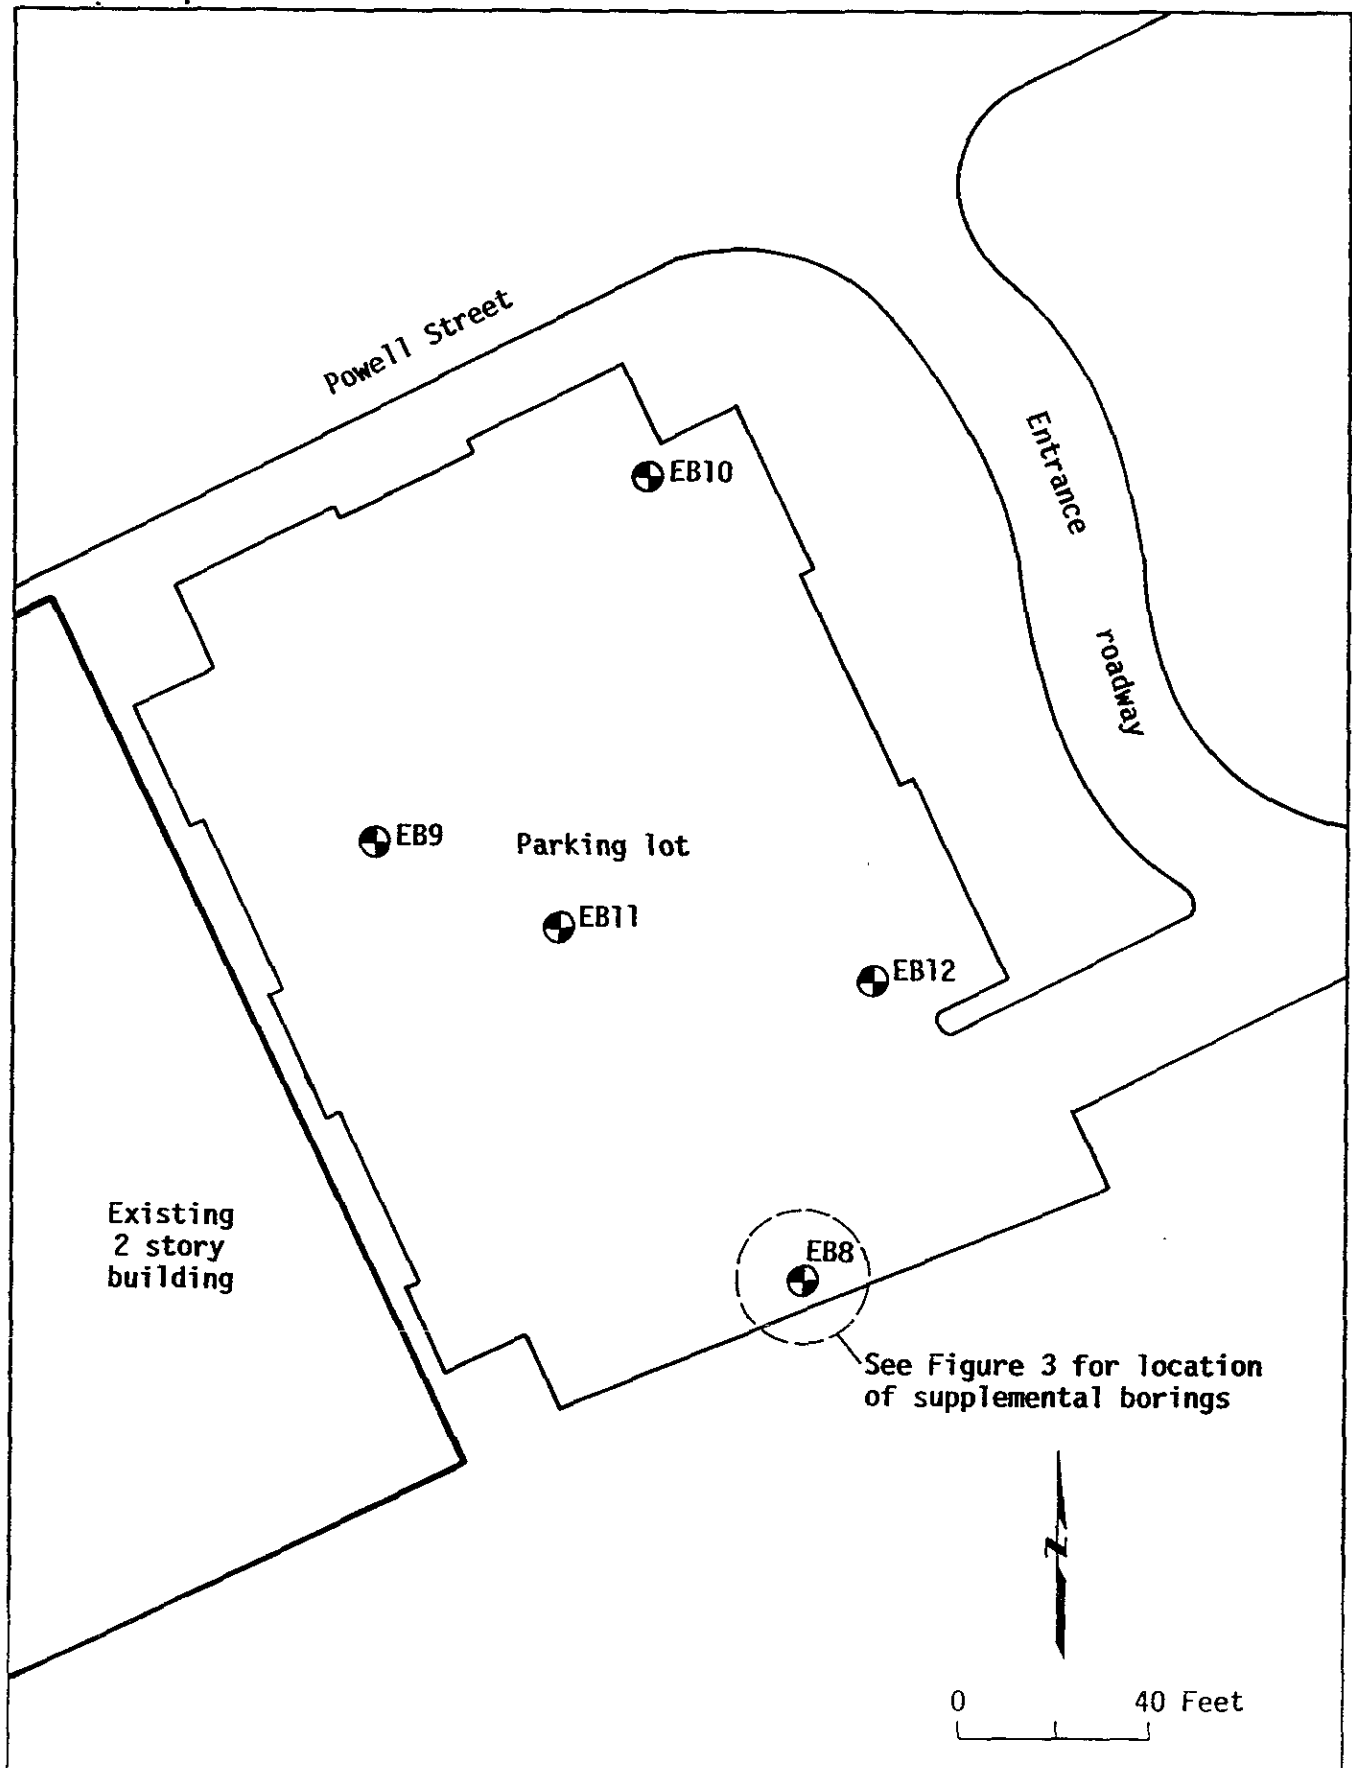 Powell Street
Entrance
roadway
EB10
EB9
Parking lot
EB11
EB12
Existing
2 story
building
EB8
See Figure 3 for location
of supplemental borings
N
0 40 Feet